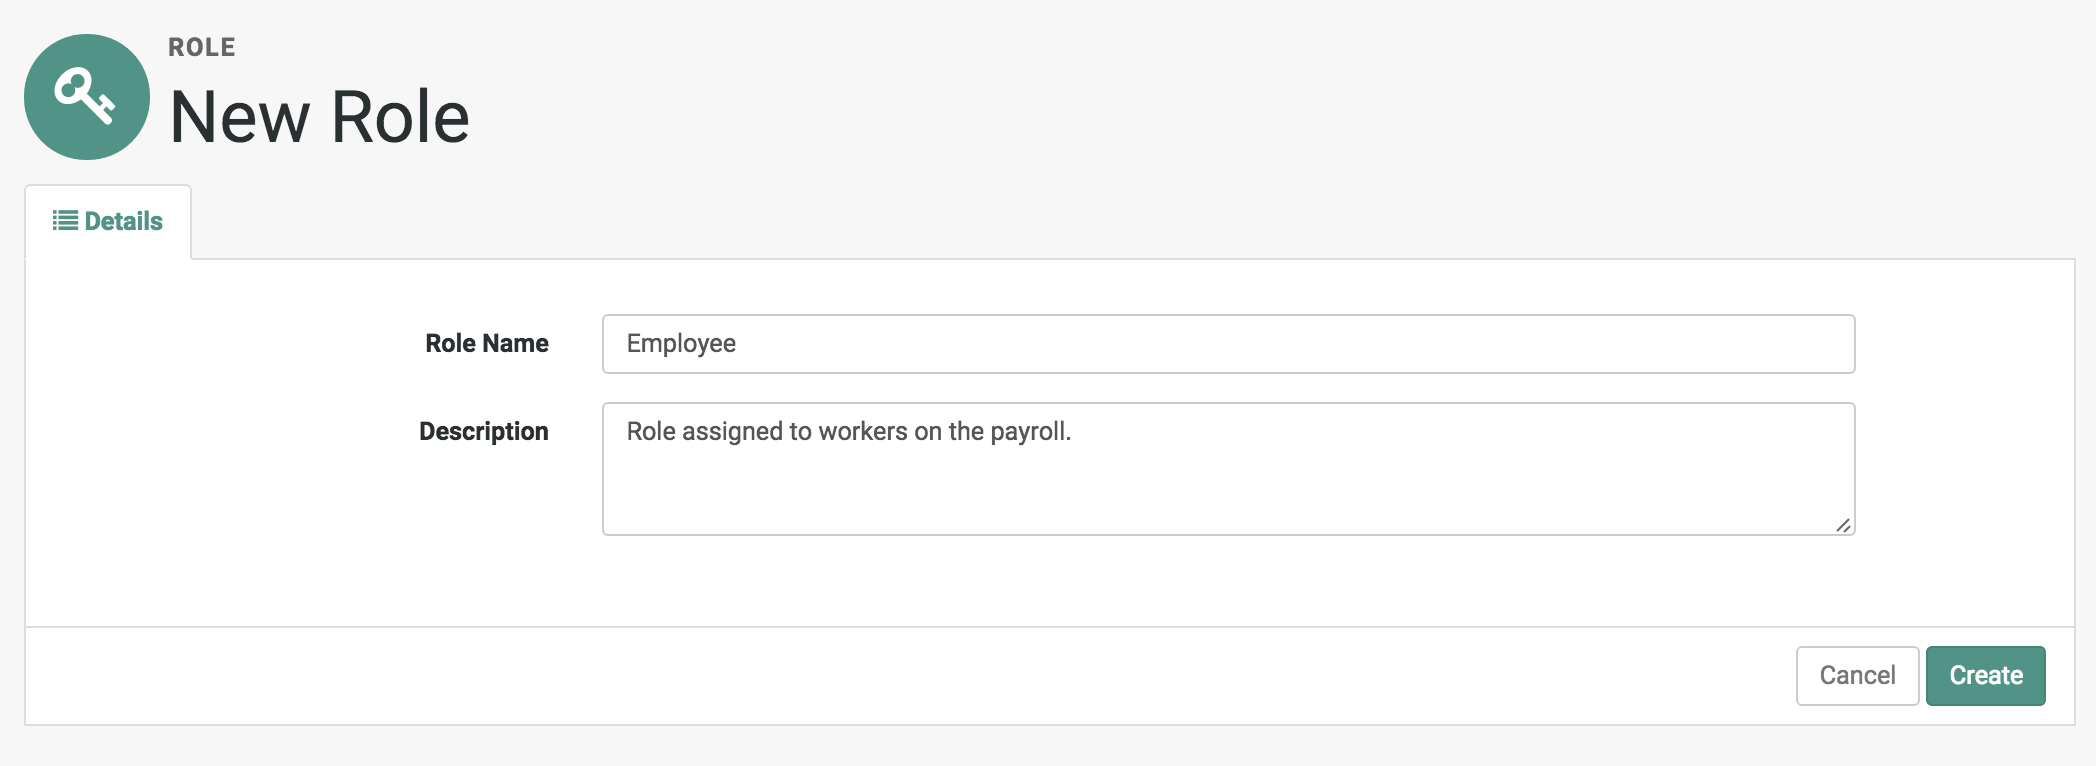 ROLE
New Role
Details
Role Name
Employee
Description
Role assigned to workers on the payroll.
Cancel
Create